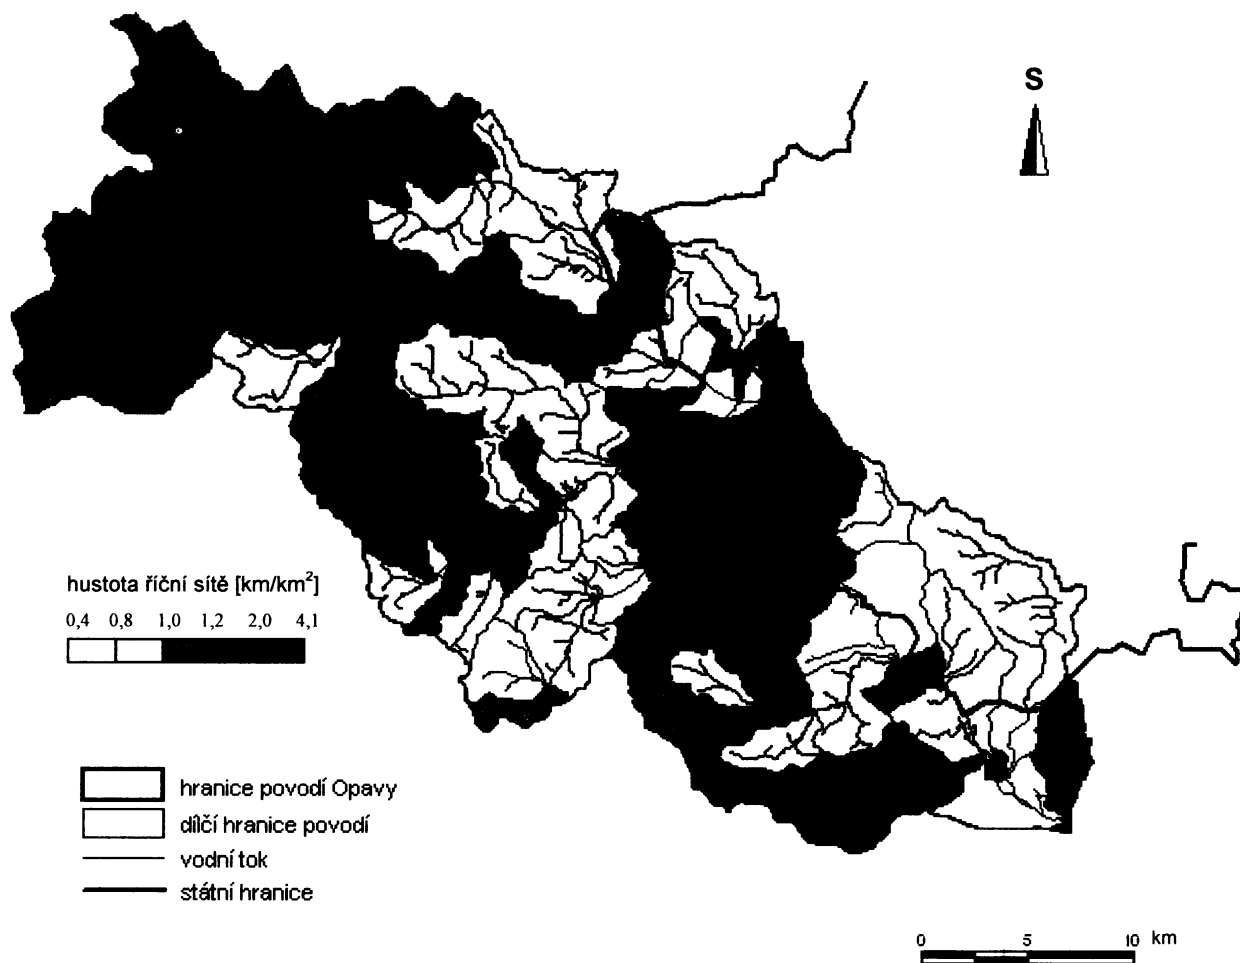 S
hustota říční sítě [km/km²]
0,4 0,8 1,0 1,2 2,0 4,1
hranice povodí Opavy
dílčí hranice povodí
vodní tok
státní hranice
0 5 10 km